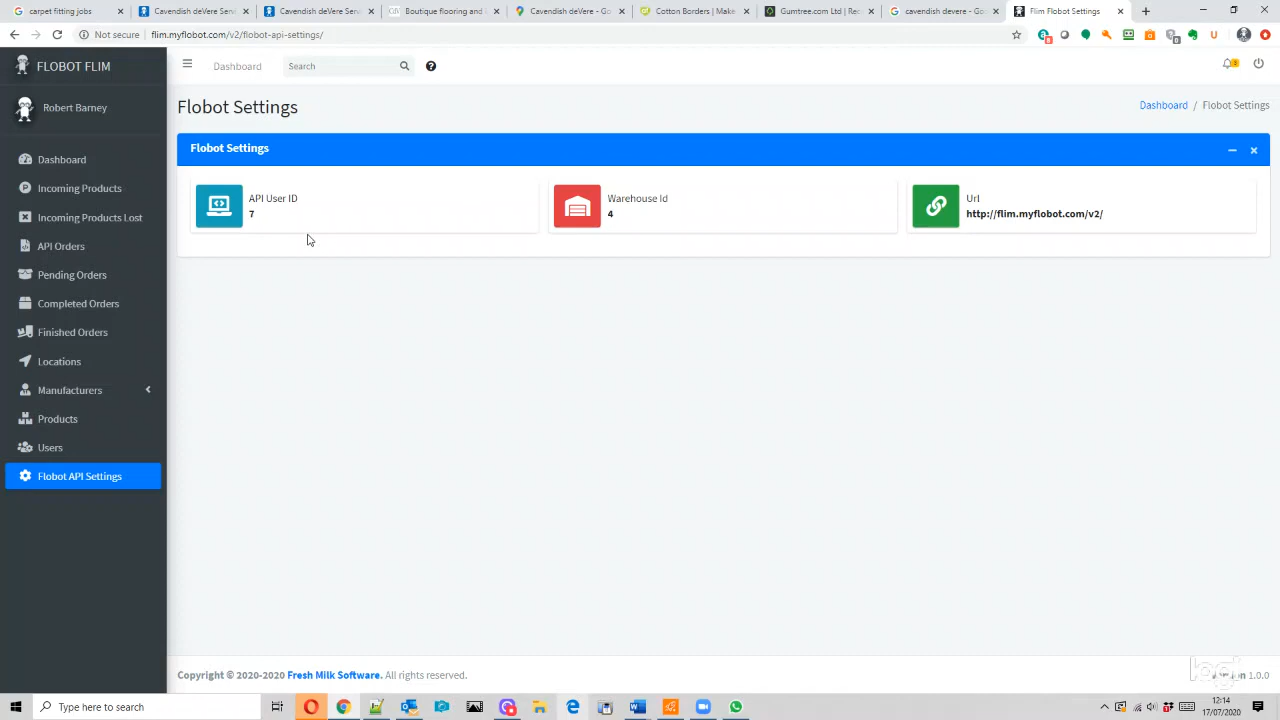 carpet fitting jobs
Cavendish deVere Serv
Cavendish deVere Serv
Boutique flooring and
Cavendish deVere - Go
Cotton Borders | Make
Gumtree.com Ltd | Rec
cavendish devere - Go
Flim Flobot Settings
Not secure
flim.myflobot.com/v2/flobot-api-settings/
FLOBOT FLIM
Dashboard
Search
Robert Barney
Flobot Settings
Dashboard / Flobot Settings
Flobot Settings
API User ID
7
Warehouse Id
4
Url
http://flim.myflobot.com/v2/
Dashboard
Incoming Products
Incoming Products Lost
API Orders
Pending Orders
Completed Orders
Finished Orders
Locations
Manufacturers
Products
Users
Flobot API Settings
Copyright © 2020-2020 Fresh Milk Software. All rights reserved.
1.0.0
Type here to search
12:14
17/07/2020